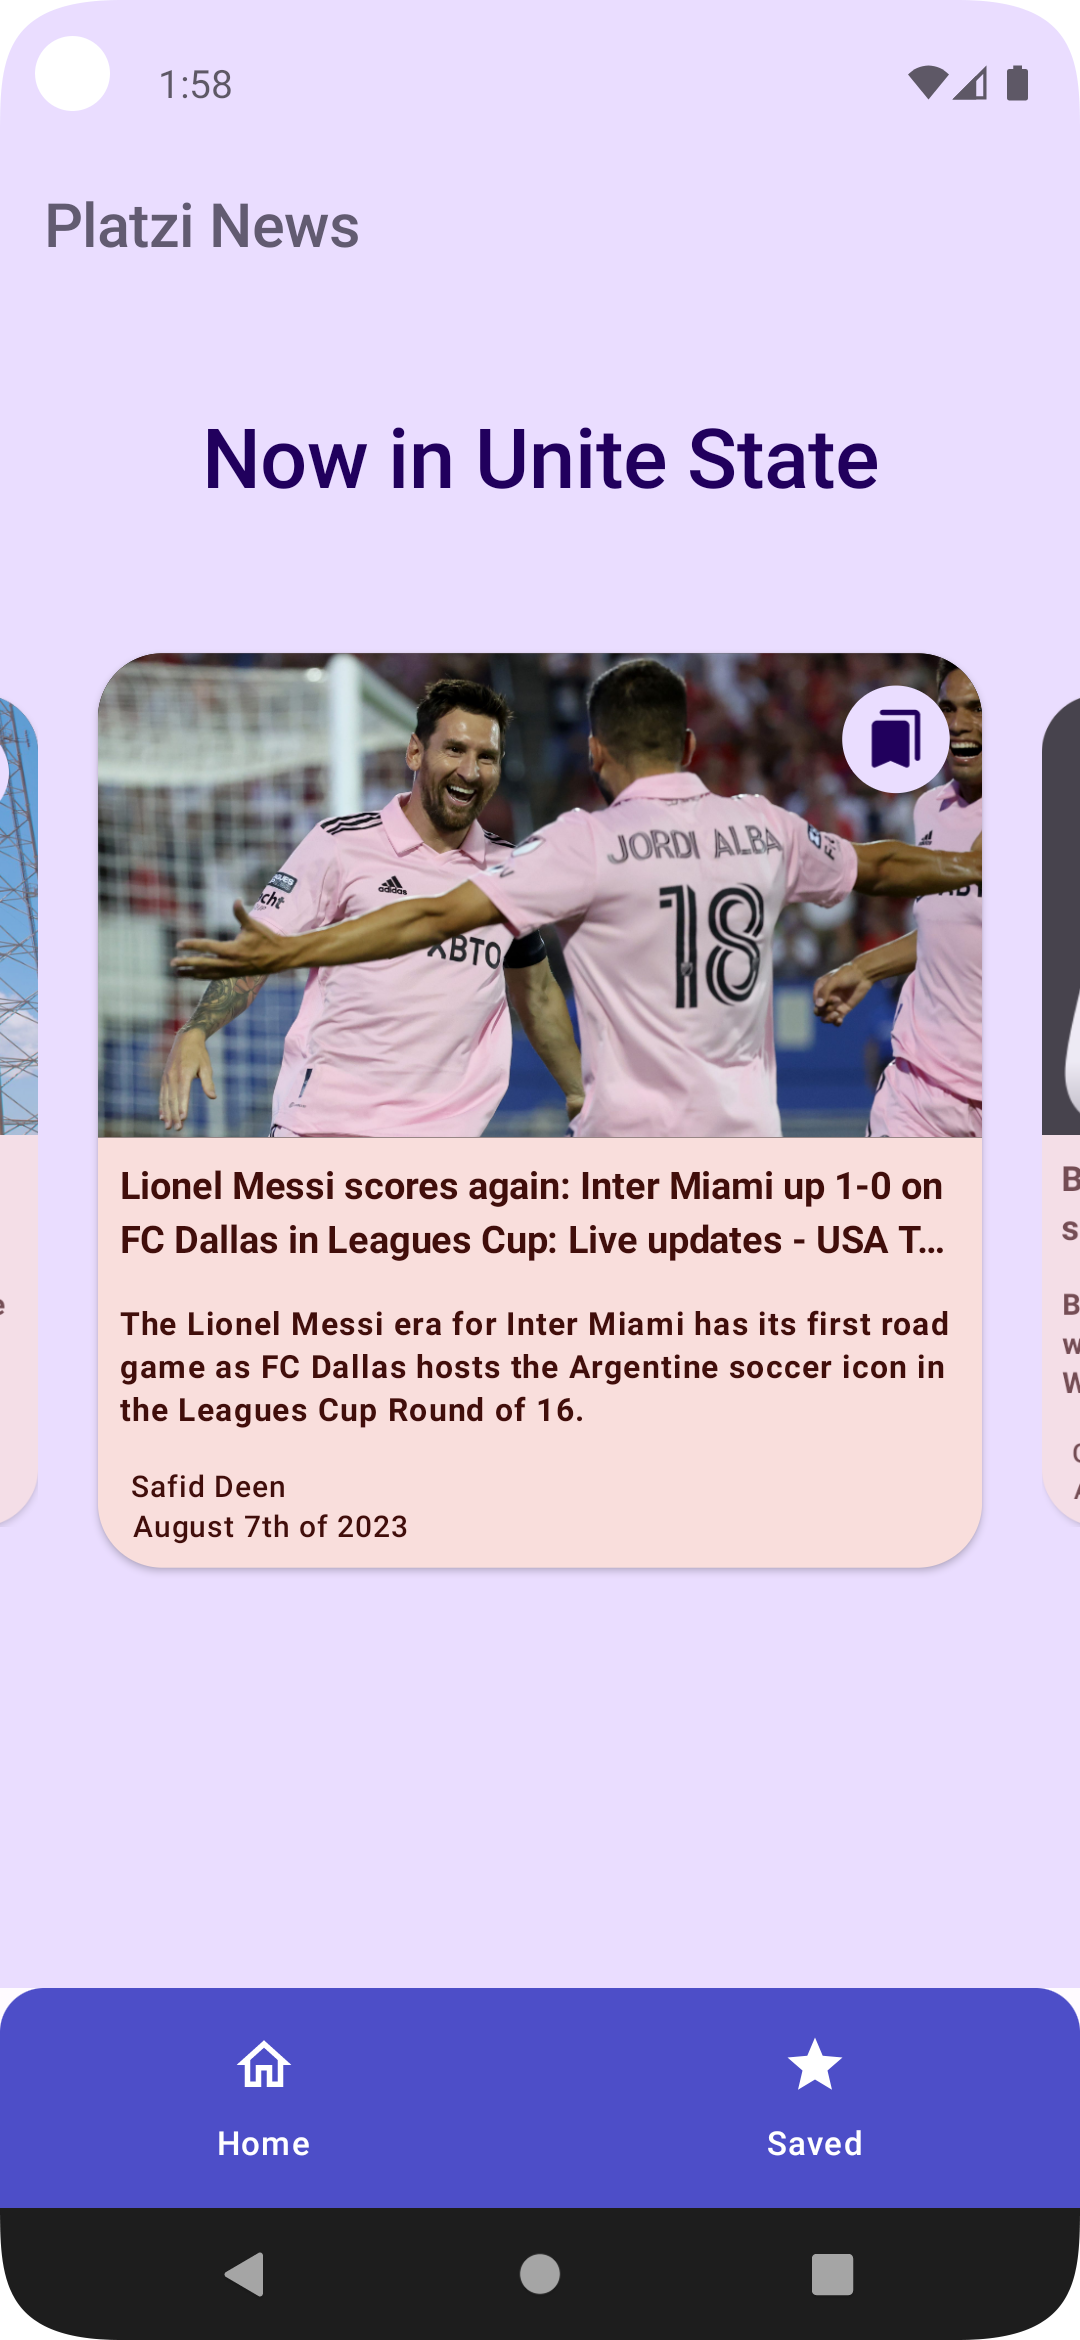 1:58
Platzi News
Now in Unite State
JORDI ALBA
18
adidas
XBTO
Lionel Messi scores again: Inter Miami up 1-0 on
FC Dallas in Leagues Cup: Live updates - USA T...
The Lionel Messi era for Inter Miami has its first road
game as FC Dallas hosts the Argentine soccer icon in
the Leagues Cup Round of 16.
Safid Deen
August 7th of 2023
Home
Saved